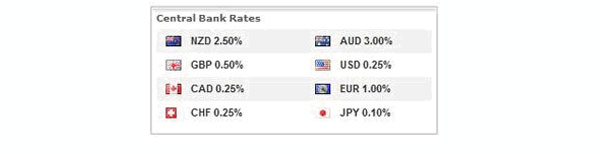 Central Bank Rates
NZD 2.50% AUD 3.00%
GBP 0.50% USD 0.25%
CAD 0.25% EUR 1.00%
CHF 0.25% JPY 0.10%